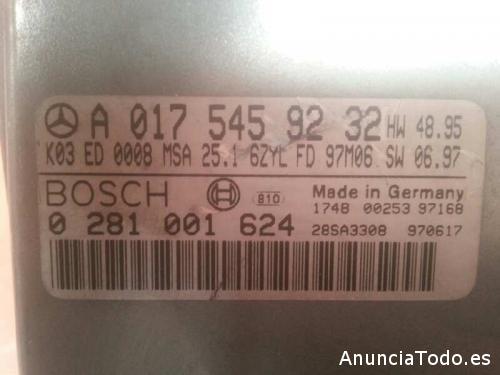 A 017 545 92 32 HW 48.95
K03 ED 0008 MSA 25.1 6ZYL FD 97M06 SW 06.97
BOSCH 810 Made in Germany
1748 00253 97168
0 281 001 624 28SA3308 970617
AnunciaTodo.es